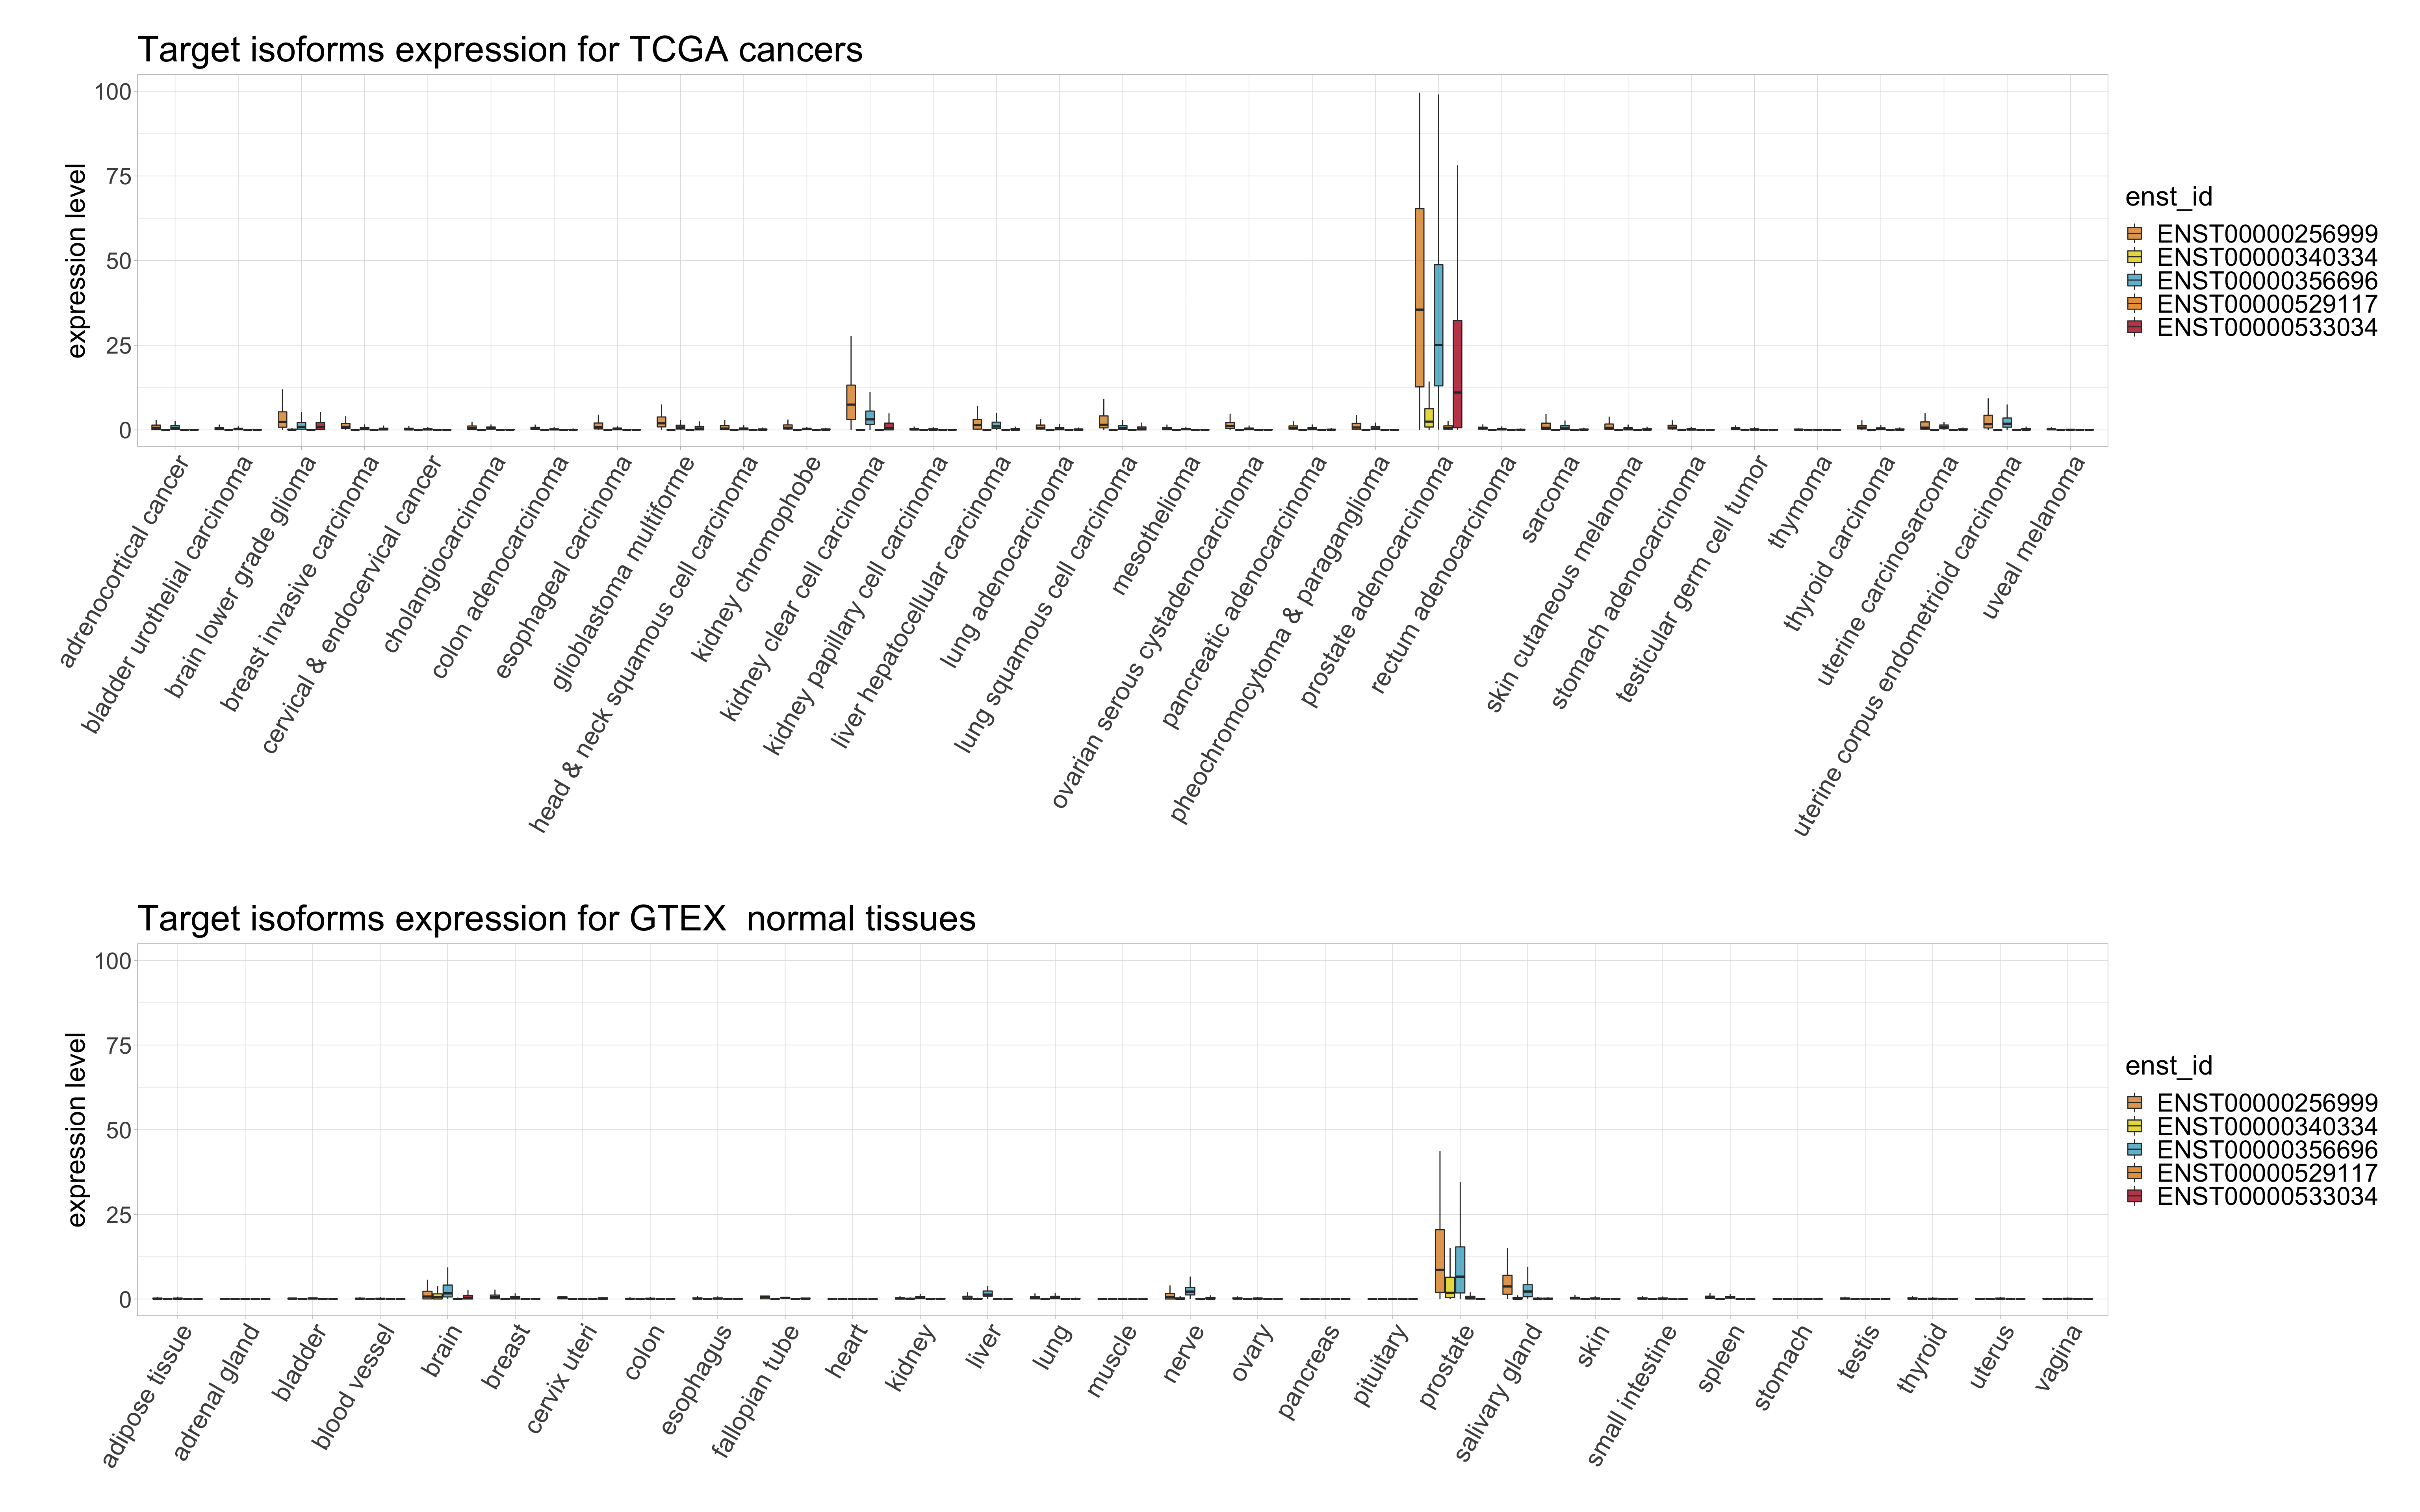 Target isoforms expression for TCGA cancers
100
75
50
25
0
expression level
adrenocortical cancer
bladder urothelial carcinoma
brain lower grade glioma
breast invasive carcinoma
cervical & endocervical cancer
cholangiocarcinoma
colon adenocarcinoma
esophageal carcinoma
glioblastoma multiforme
head & neck squamous cell carcinoma
kidney chromophobe
kidney clear cell carcinoma
kidney papillary cell carcinoma
liver hepatocellular carcinoma
lung adenocarcinoma
lung squamous cell carcinoma
mesothelioma
ovarian serous cystadenocarcinoma
pancreatic adenocarcinoma
pheochromocytoma & paraganglioma
prostate adenocarcinoma
rectum adenocarcinoma
sarcoma
skin cutaneous melanoma
stomach adenocarcinoma
testicular germ cell tumor
thymoma
thyroid carcinoma
uterine carcinosarcoma
uterine corpus endometrioid carcinoma
uveal melanoma
enst_id
ENST00000256999
ENST00000340334
ENST00000356696
ENST00000529117
ENST00000533034
Target isoforms expression for GTEX  normal tissues
100
75
50
25
0
expression level
adipose tissue
adrenal gland
bladder
blood vessel
brain
breast
cervix uteri
colon
esophagus
fallopian tube
heart
kidney
liver
lung
muscle
nerve
ovary
pancreas
pituitary
prostate
salivary gland
skin
small intestine
spleen
stomach
testis
thyroid
uterus
vagina
enst_id
ENST00000256999
ENST00000340334
ENST00000356696
ENST00000529117
ENST00000533034